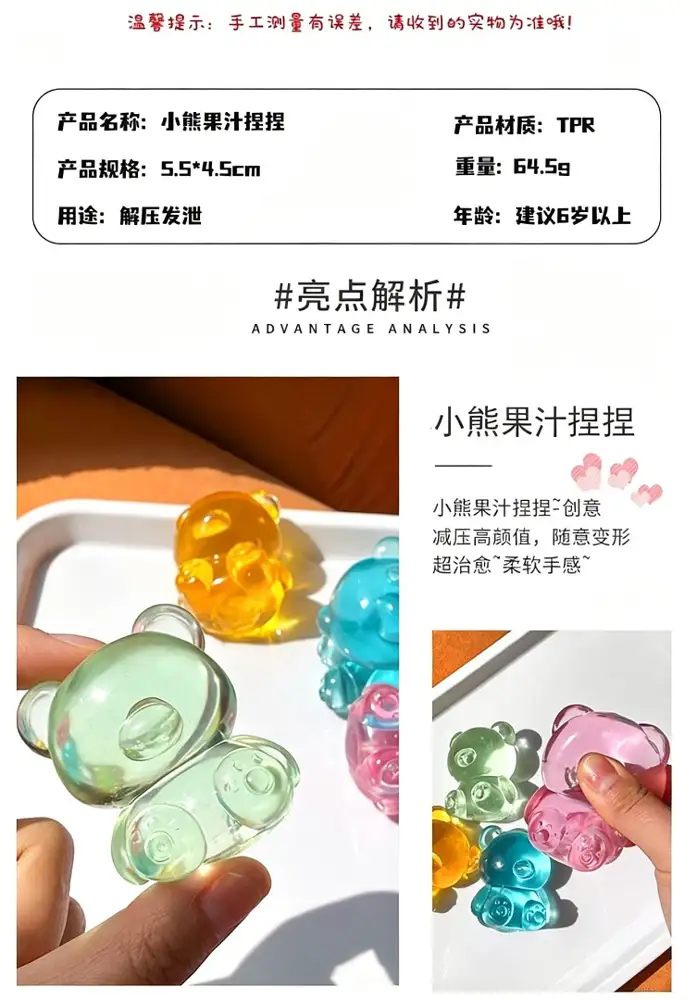 温馨提示：手工测量有误差，请收到的实物为准哦！
产品名称：小熊果汁捏捏
产品材质：TPR
产品规格：5.5*4.5cm
重量：64.5g
用途：解压发泄
年龄：建议6岁以上
#亮点解析#
ADVANTAGE ANALYSIS
小熊果汁捏捏
小熊果汁捏捏~创意
减压高颜值，随意变形
超治愈~柔软手感~